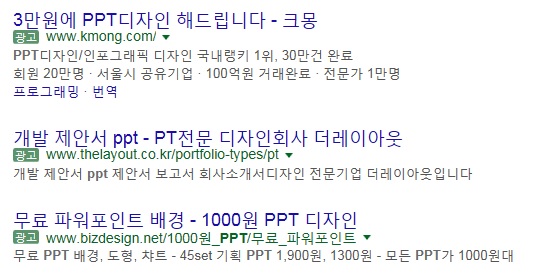 3만원에 PPT디자인 해드립니다 - 크몽
광고 www.kmong.com/
PPT디자인/인포그래픽 디자인 국내랭키 1위, 30만건 완료
회원 20만명 · 서울시 공유기업 · 100억원 거래완료 · 전문가 1만명
프로그래밍 · 번역
개발 제안서 ppt - PT전문 디자인회사 더레이아웃
광고 www.thelayout.co.kr/portfolio-types/pt
개발 제안서 ppt 제안서 보고서 회사소개서디자인 전문기업 더레이아웃입니다
무료 파워포인트 배경 - 1000원 PPT 디자인
광고 www.bizdesign.net/1000원_PPT/무료_파워포인트
무료 PPT 배경, 도형, 챠트 - 45set 기획 PPT 1,900원, 1300원 - 모든 PPT가 1000원대